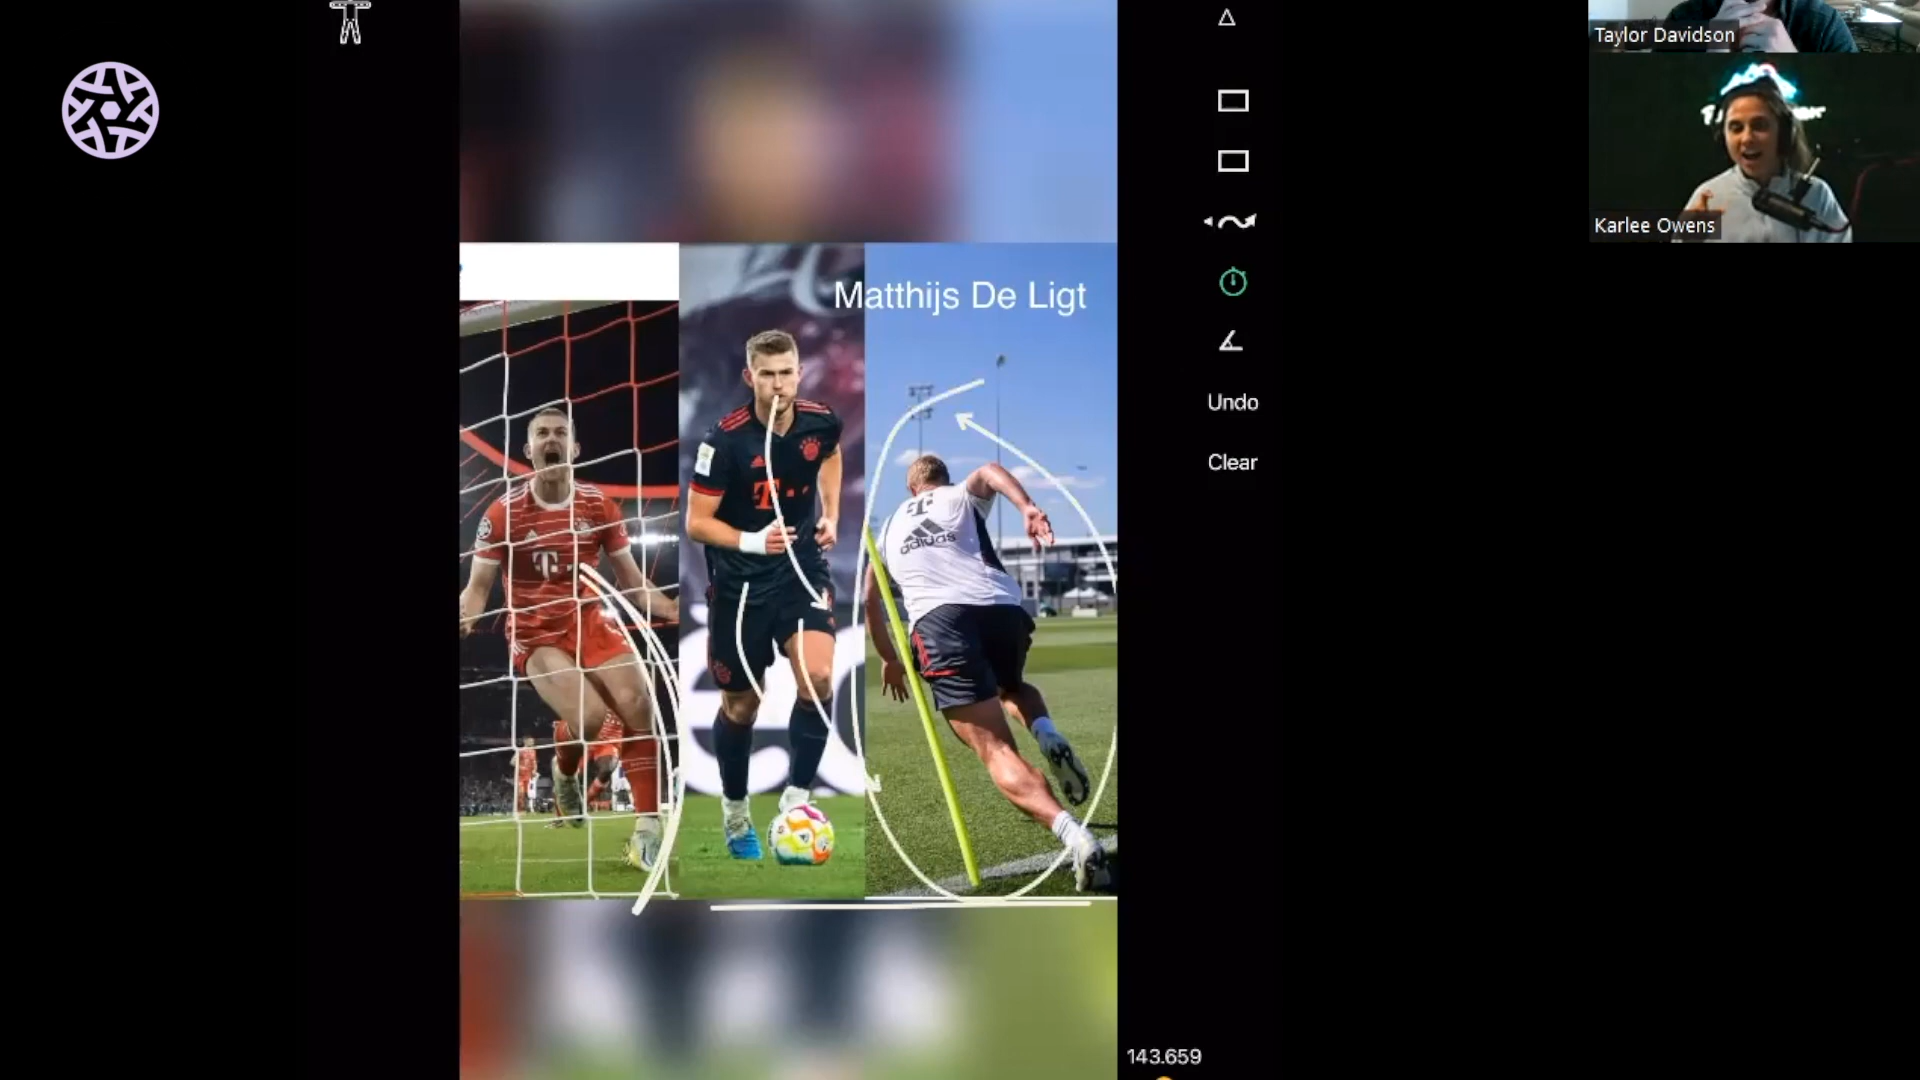 Taylor Davidson
Karlee Owens
Matthijs De Ligt
adidas
Undo
Clear
143.659